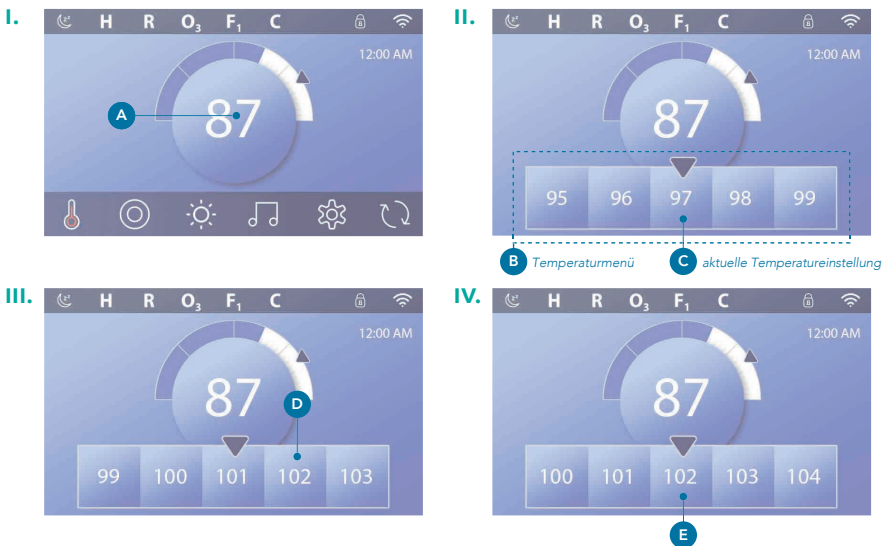 I.
H R O3 F1 C
12:00 AM
A
87
II.
H R O3 F1 C
12:00 AM
87
95 96 97 98 99
B Temperaturmenü C aktuelle Temperatureinstellung
III.
H R O3 F1 C
12:00 AM
87
D
99 100 101 102 103
IV.
H R O3 F1 C
12:00 AM
87
100 101 102 103 104
E